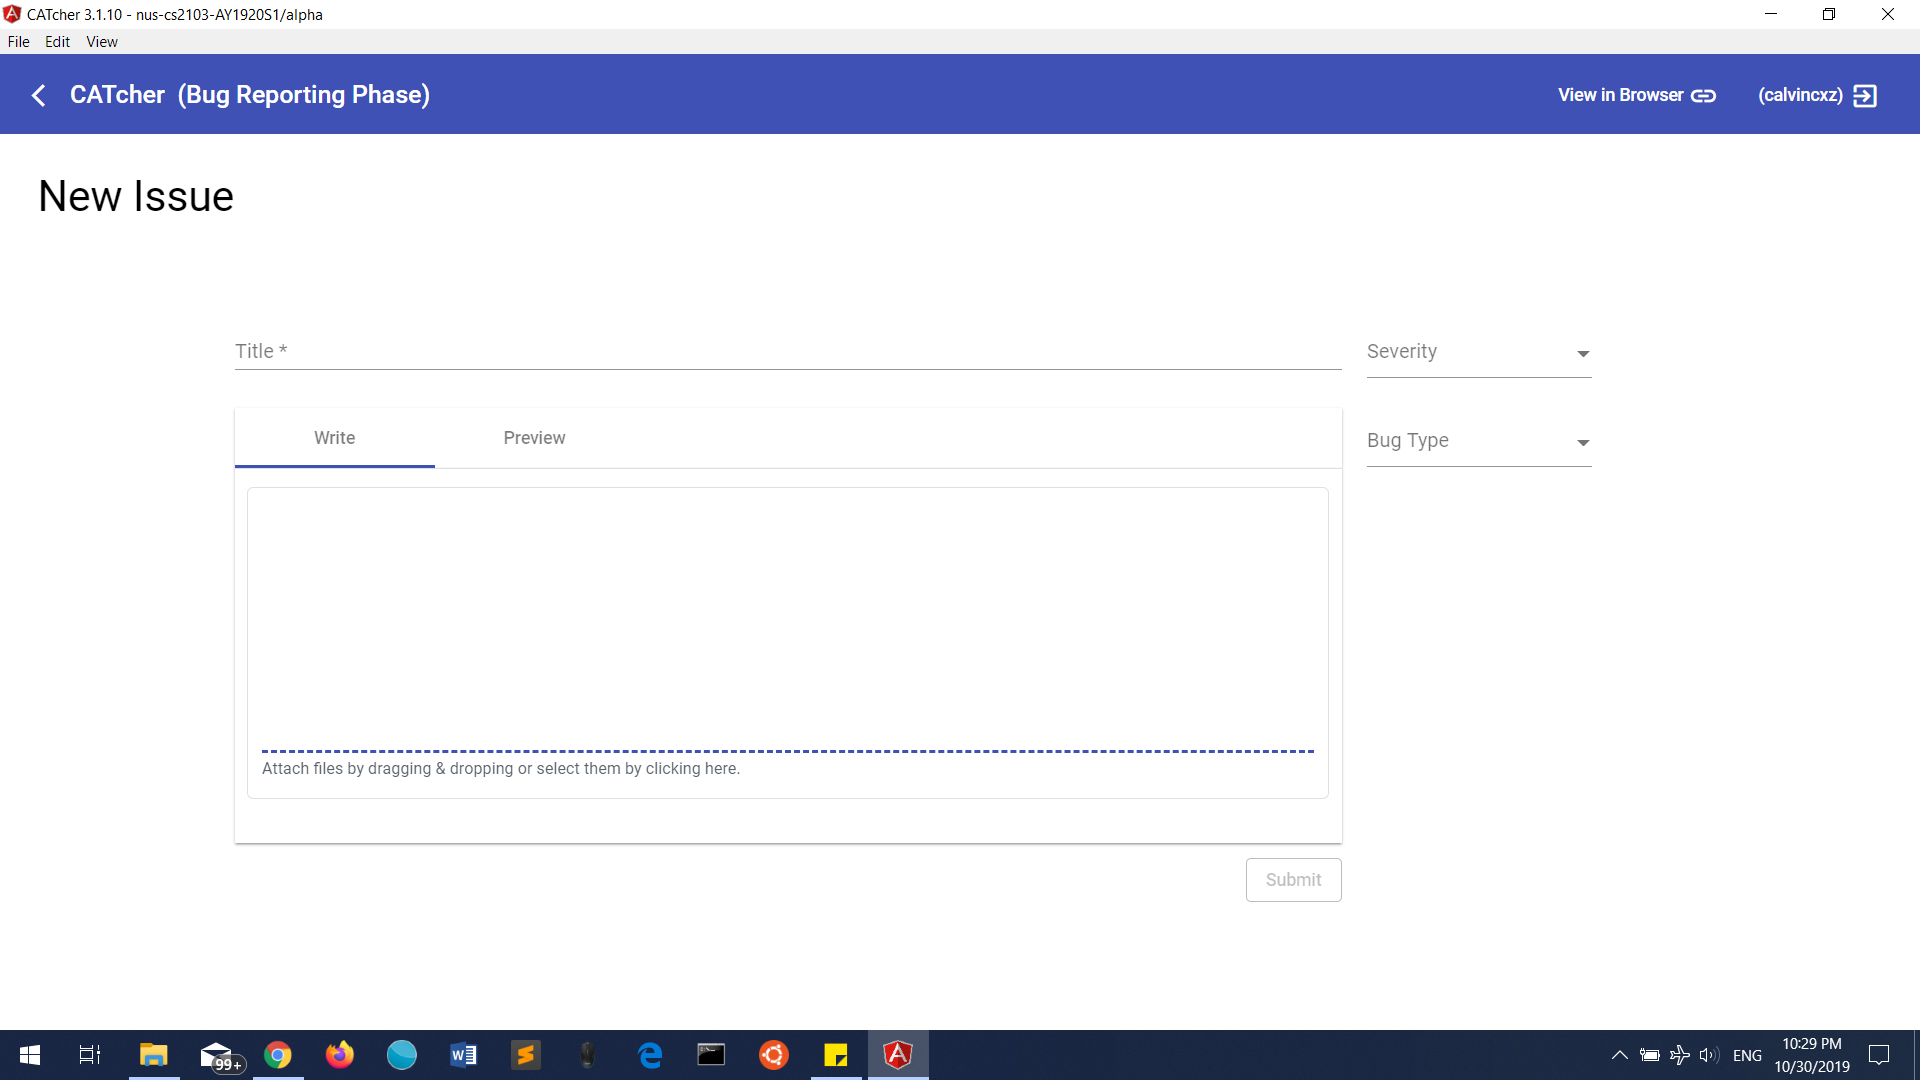 CATcher 3.1.10 - nus-cs2103-AY1920S1/alpha
File Edit View
CATcher (Bug Reporting Phase)
View in Browser
(calvincxz)
New Issue
Title *
Severity
Write
Preview
Bug Type
Attach files by dragging & dropping or select them by clicking here.
Submit
99+
ENG
10:29 PM
10/30/2019